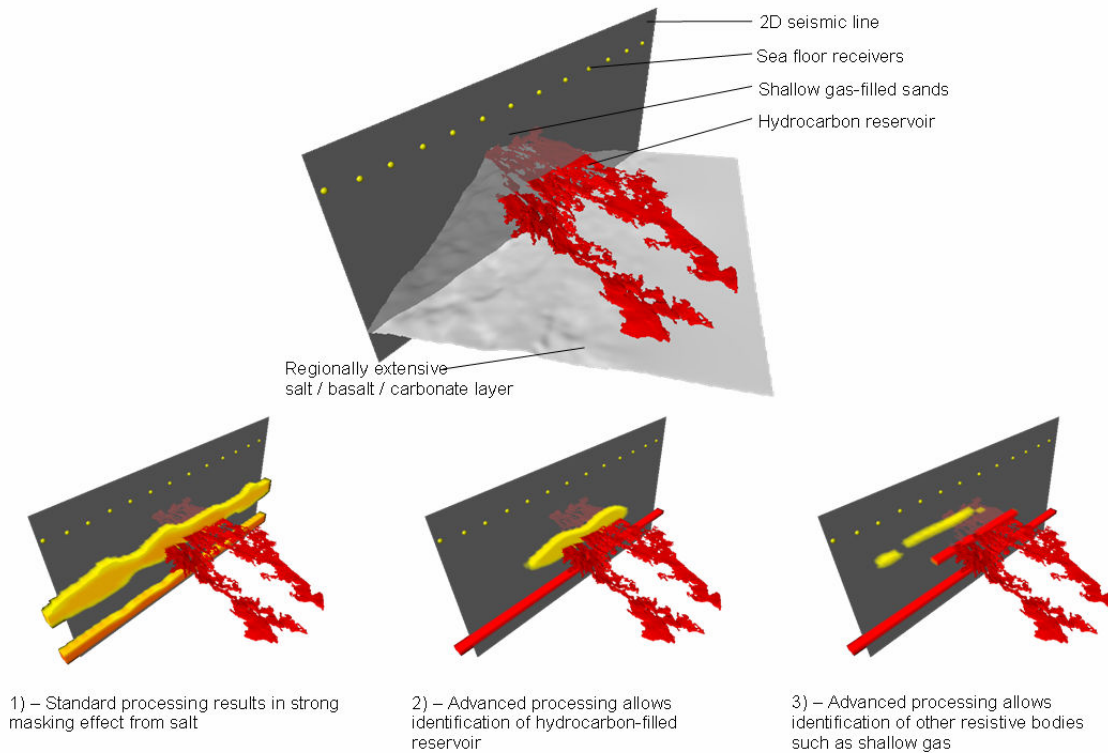 2D seismic line
Sea floor receivers
Shallow gas-filled sands
Hydrocarbon reservoir
Regionally extensive
salt / basalt / carbonate layer
1) – Standard processing results in strong
masking effect from salt
2) – Advanced processing allows
identification of hydrocarbon-filled
reservoir
3) – Advanced processing allows
identification of other resistive bodies
such as shallow gas